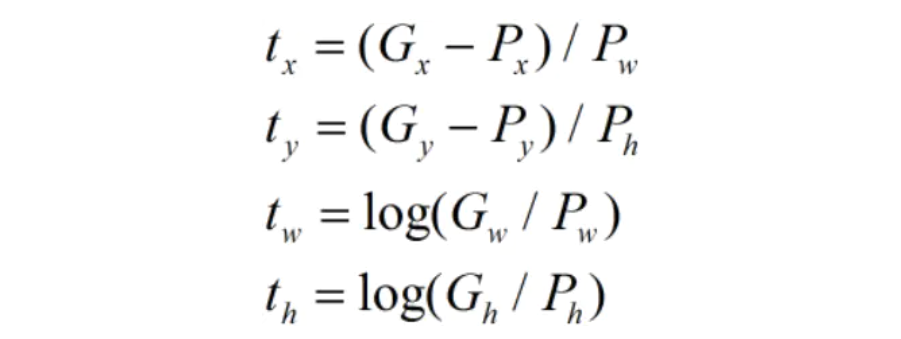 t_x = (G_x − P_x) / P_w
t_y = (G_y − P_y) / P_h
t_w = log(G_w / P_w)
t_h = log(G_h / P_h)